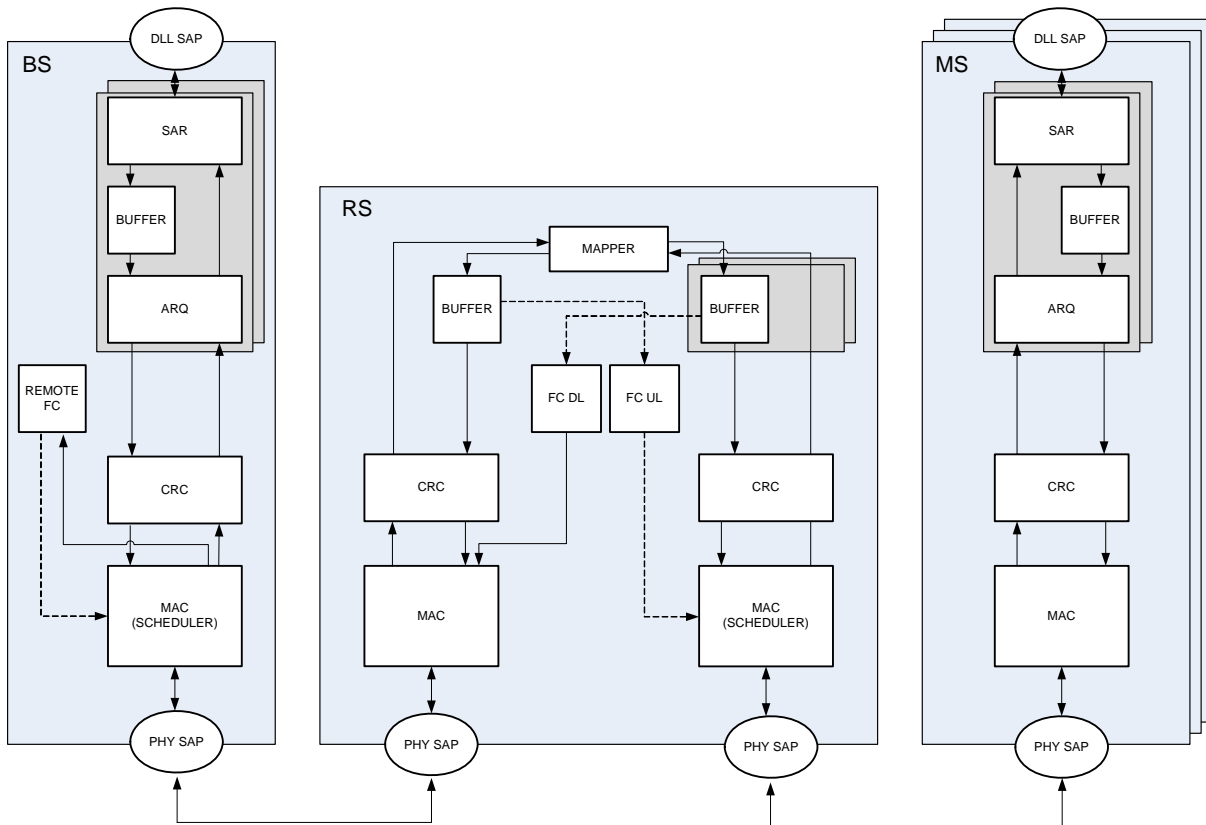 BS
DLL SAP
SAR
BUFFER
ARQ
REMOTE
FC
CRC
MAC
(SCHEDULER)
PHY SAP
RS
MAPPER
BUFFER
BUFFER
FC DL
FC UL
CRC
CRC
MAC
MAC
(SCHEDULER)
PHY SAP
PHY SAP
MS
DLL SAP
SAR
BUFFER
ARQ
CRC
MAC
PHY SAP